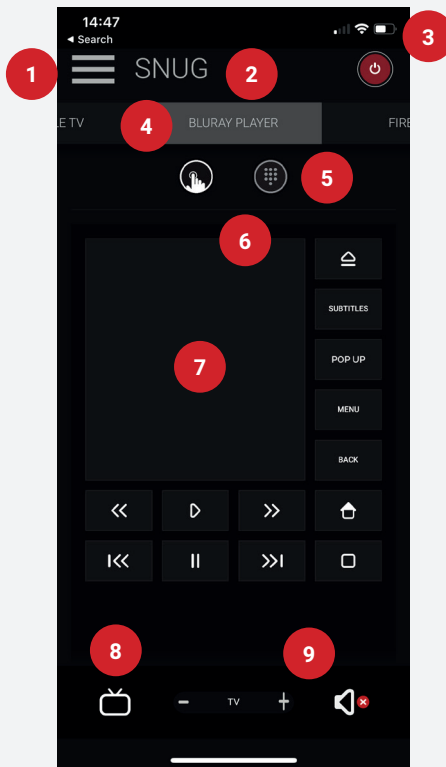 14:47
◂ Search
3
1
SNUG
2
LE TV
4
BLURAY PLAYER
FIRE
5
6
SUBTITLES
7
POP UP
MENU
BACK
8
9
TV